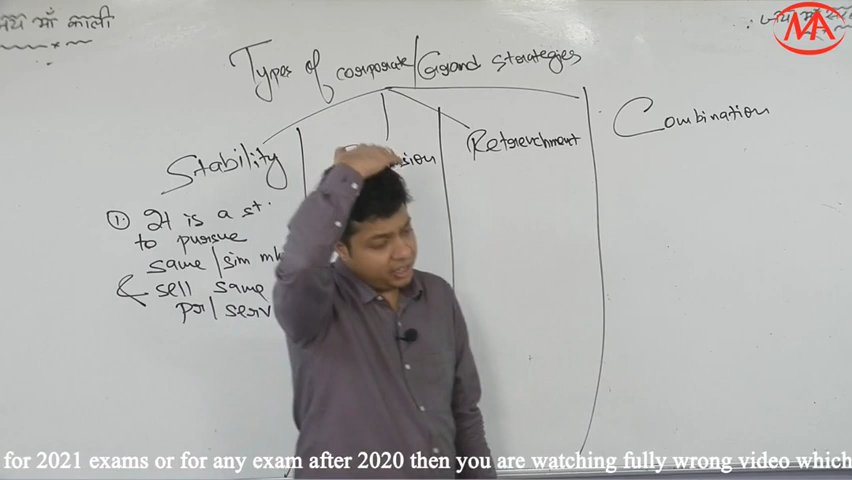 जय माँ काली
MA
Types of corporate/Grand strategies
Stability
Retrenchment
Combination
① It is a st.
to pursue
same/sim mk
& sell same
pr/serv
for 2021 exams or for any exam after 2020 then you are watching fully wrong video which